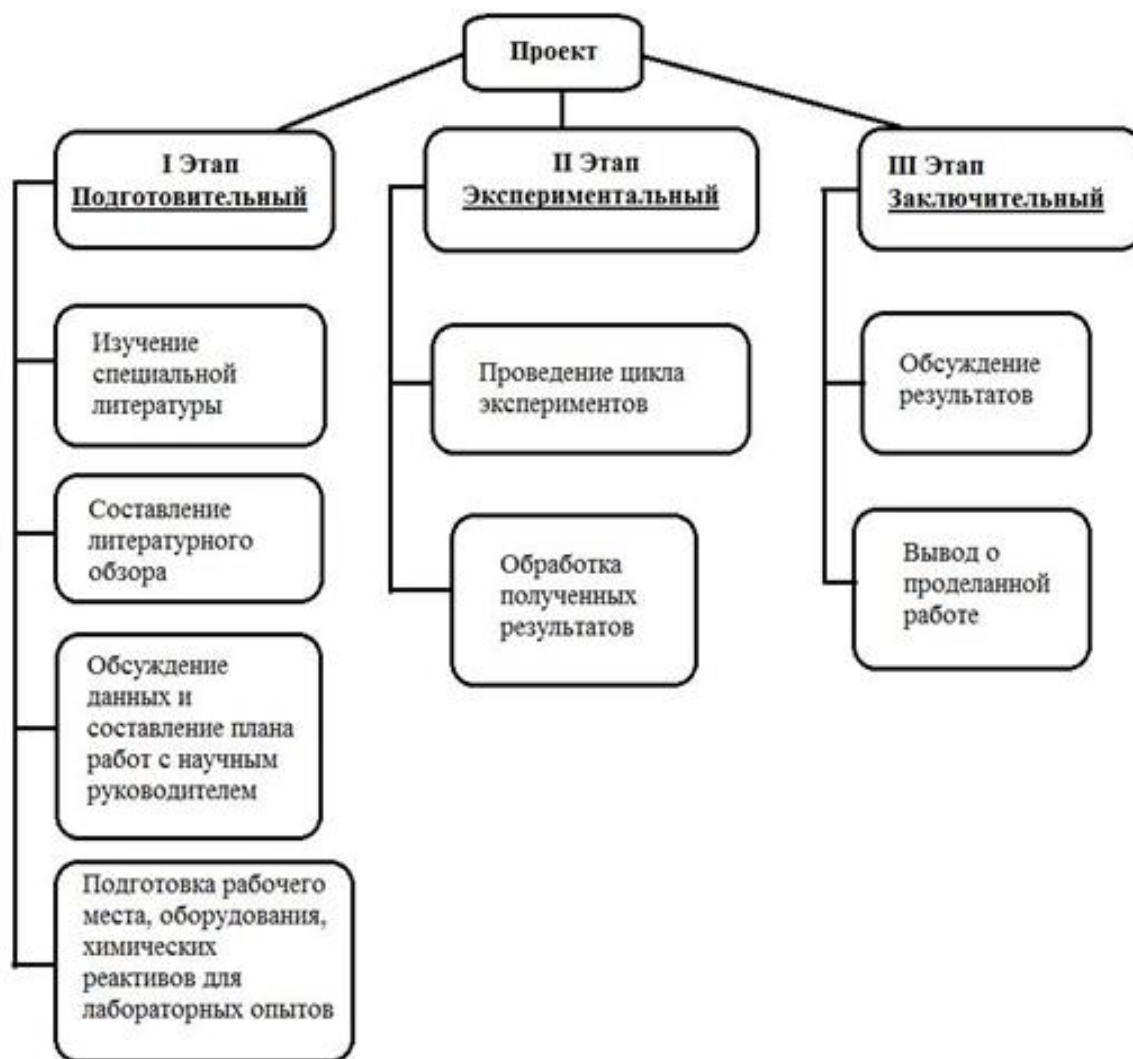 Проект
I Этап
Подготовительный
Изучение
специальной
литературы
Составление
литературного
обзора
Обсуждение
данных и
составление плана
работ с научным
руководителем
Подготовка рабочего
места, оборудования,
химических
реактивов для
лабораторных опытов
II Этап
Экспериментальный
Проведение цикла
экспериментов
Обработка
полученных
результатов
III Этап
Заключительный
Обсуждение
результатов
Вывод о
проделанной
работе